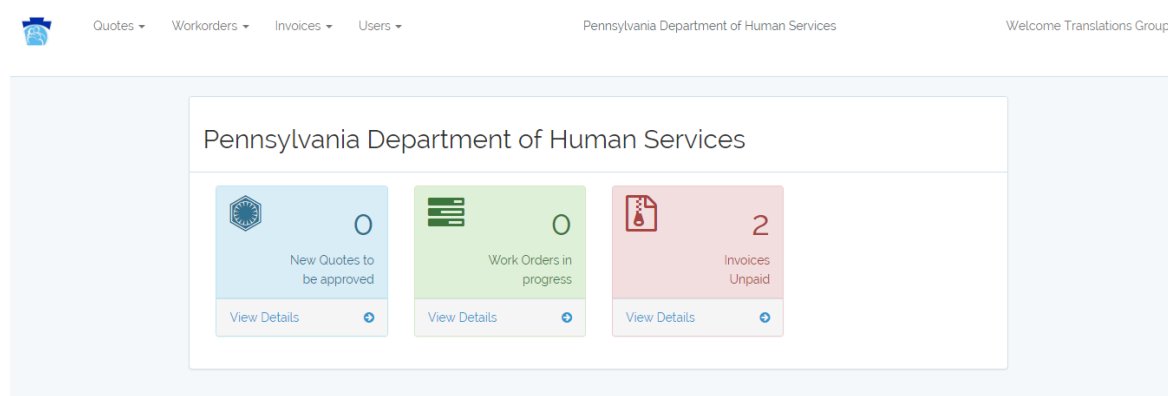 Quotes Workorders Invoices Users Pennsylvania Department of Human Services Welcome Translations Group
Pennsylvania Department of Human Services
0
New Quotes to
be approved
View Details
0
Work Orders in
progress
View Details
2
Invoices
Unpaid
View Details